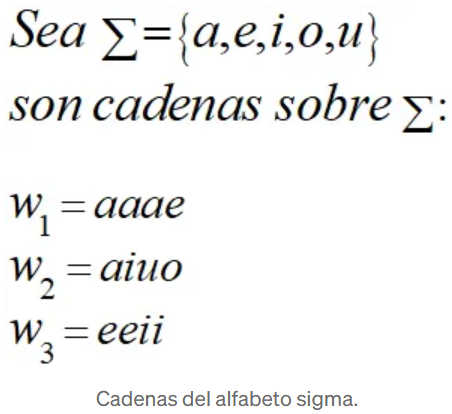 Sea ∑={a,e,i,o,u}
son cadenas sobre ∑:
w₁ = aaae
w₂ = aiuo
w₃ = eeii
Cadenas del alfabeto sigma.